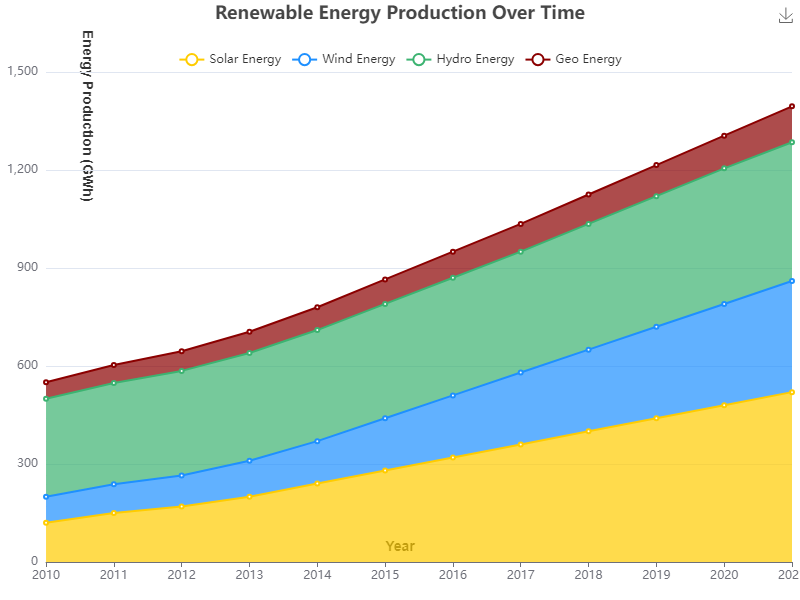 Renewable Energy Production Over Time
Energy Production (GWh)
Solar Energy Wind Energy Hydro Energy Geo Energy
1,500
1,200
900
600
300
0
Year
2010 2011 2012 2013 2014 2015 2016 2017 2018 2019 2020 202